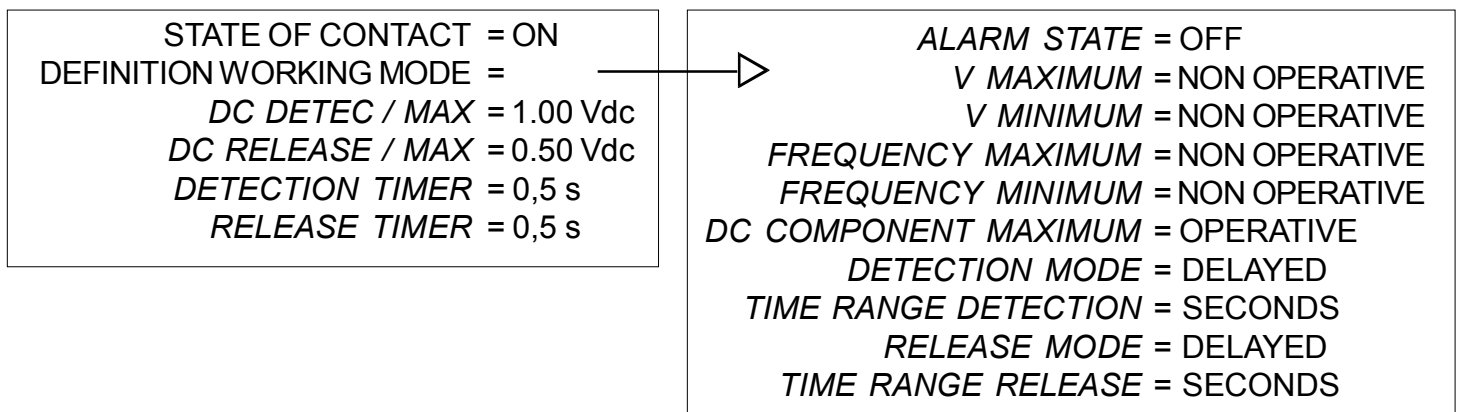 STATE OF CONTACT = ON
DEFINITION WORKING MODE =
DC DETEC / MAX = 1.00 Vdc
DC RELEASE / MAX = 0.50 Vdc
DETECTION TIMER = 0,5 s
RELEASE TIMER = 0,5 s
ALARM STATE = OFF
V MAXIMUM = NON OPERATIVE
V MINIMUM = NON OPERATIVE
FREQUENCY MAXIMUM = NON OPERATIVE
FREQUENCY MINIMUM = NON OPERATIVE
DC COMPONENT MAXIMUM = OPERATIVE
DETECTION MODE = DELAYED
TIME RANGE DETECTION = SECONDS
RELEASE MODE = DELAYED
TIME RANGE RELEASE = SECONDS